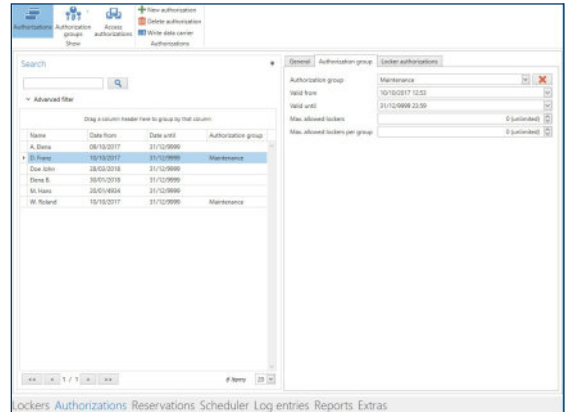 Authorizations Authorization groups Access authorizations
New authorization
Delete authorization
Write data carrier
Show Authorizations
Search
Advanced filter
Drag a column header here to group by that column
Name Date from Date until Authorization group
A. Dana 09/10/2017 31/12/9999
D. Franz 10/10/2017 31/12/9999 Maintenance
Doe John 28/03/2018 31/12/9999
Elena B. 30/01/2018 31/12/9999
M. Hans 31/12/9999
W. Roland 10/10/2017 31/12/9999 Maintenance
1 / 1 6 Items 20
General Authorization group Locker authorizations
Authorization group Maintenance
Valid from 10/10/2017 12:53
Valid until 31/12/9999 23:59
Max. allowed lockers 0 (unlimited)
Max. allowed lockers per group 0 (unlimited)
Lockers Authorizations Reservations Scheduler Log entries Reports Extras